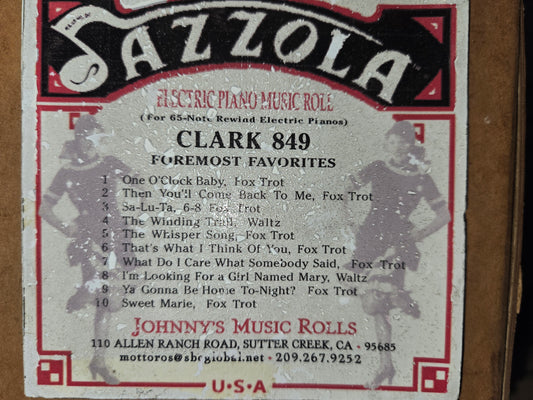 JAZZOLA
ELECTRIC PIANO MUSIC ROLL
(For 65-Note Rewind Electric Pianos)
CLARK 849
FOREMOST FAVORITES
1 One O'Clock Baby, Fox Trot
2 Then You'll Come Back To Me, Fox Trot
3 Sa-Lu-Ta, 6-8 Fox Trot
4 The Winding Trail, Waltz
5 The Whisper Song, Fox Trot
6 That's What I Think Of You, Fox Trot
7 What Do I Care What Somebody Said, Fox Trot
8 I'm Looking For a Girl Named Mary, Waltz
9 Ya Gonna Be Home To-Night? Fox Trot
10 Sweet Marie, Fox Trot
JOHNNY'S MUSIC ROLLS
110 ALLEN RANCH ROAD, SUTTER CREEK, CA • 95685
mottoros@sbcglobal.net • 209.267.9252
U•S•A